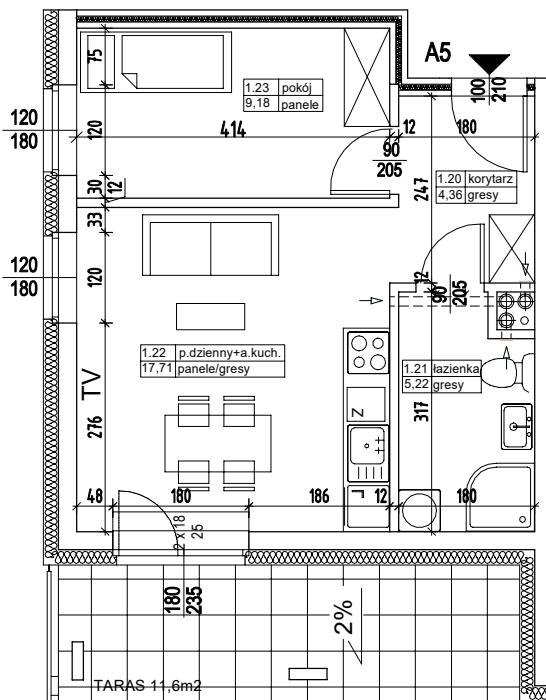 A5
75
1.23 pokój
9,18 panele
100
210
120
180
120
414
12
180
90
205
247
1.20 korytarz
4,36 gresy
30
12
33
120
180
120
12
90
205
1.22 p.dzienny+a.kuch.
17,71 panele/gresy
1.21 łazienka
5,22 gresy
TV
276
Z
317
48
180
186
12
180
2 x 18
25
180
235
2%
TARAS 11,6m2